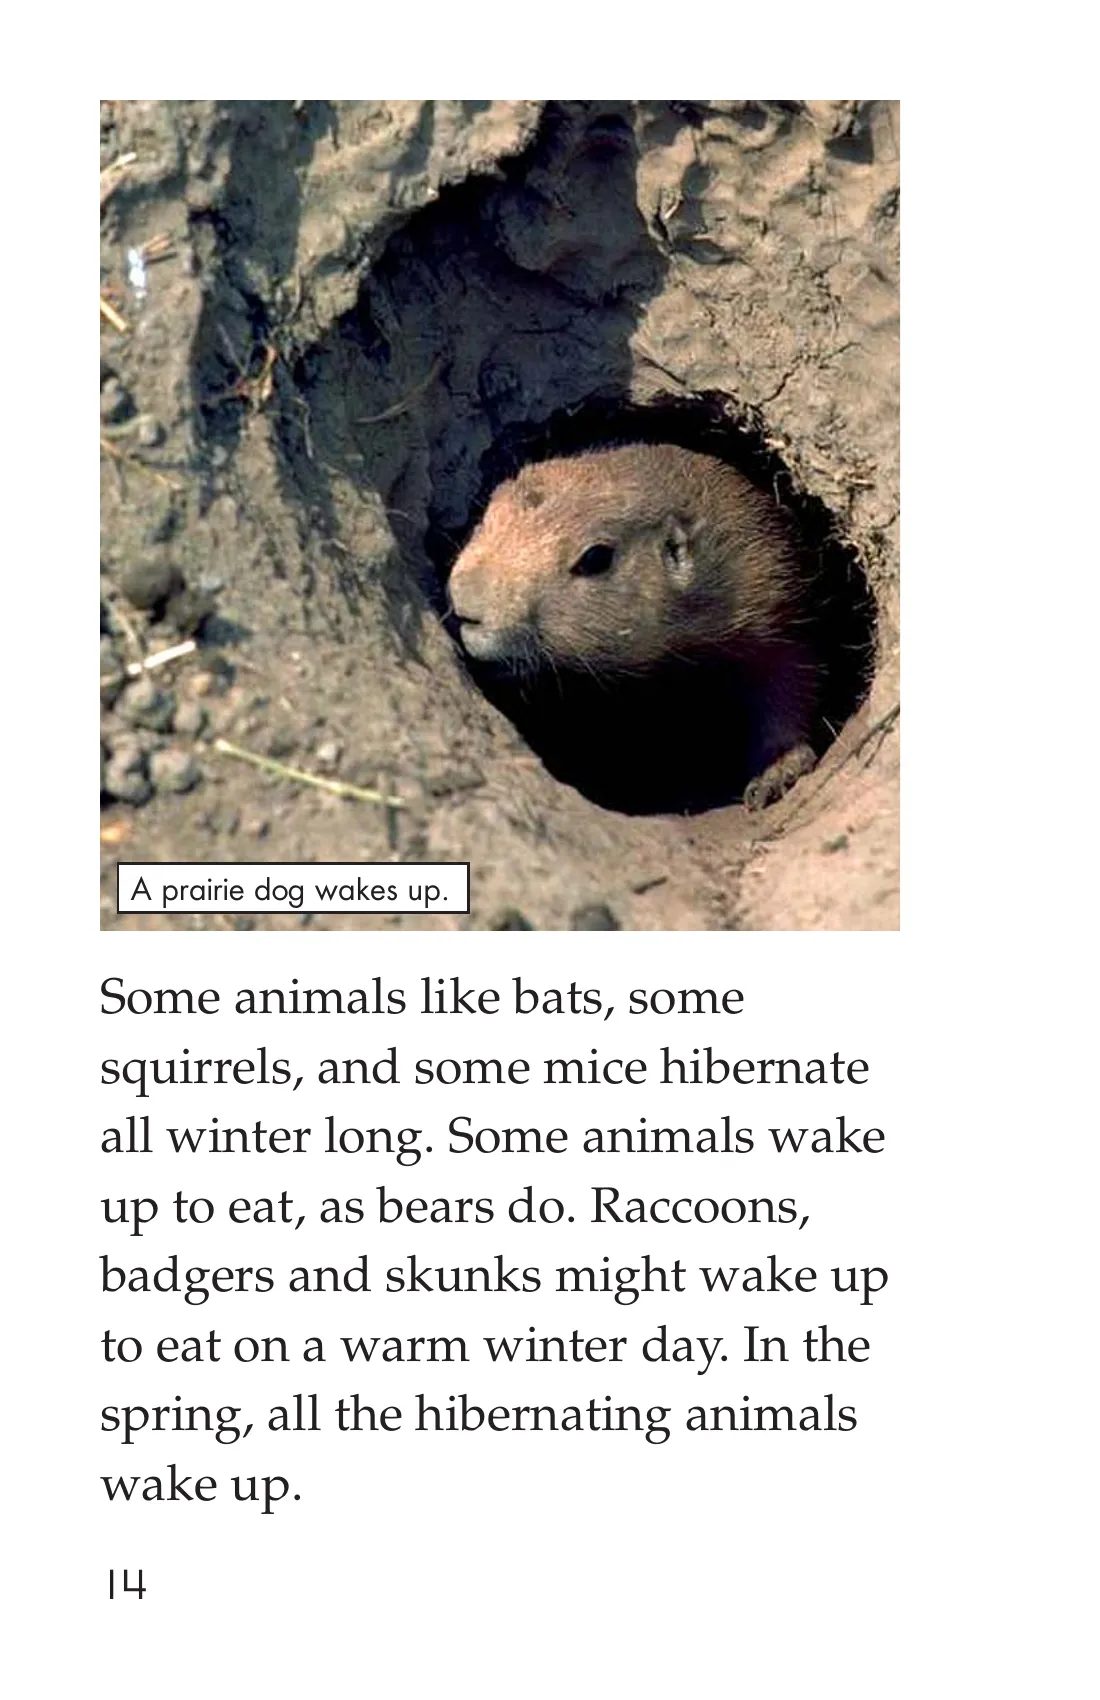 A prairie dog wakes up.
Some animals like bats, some
squirrels, and some mice hibernate
all winter long. Some animals wake
up to eat, as bears do. Raccoons,
badgers and skunks might wake up
to eat on a warm winter day. In the
spring, all the hibernating animals
wake up.
14